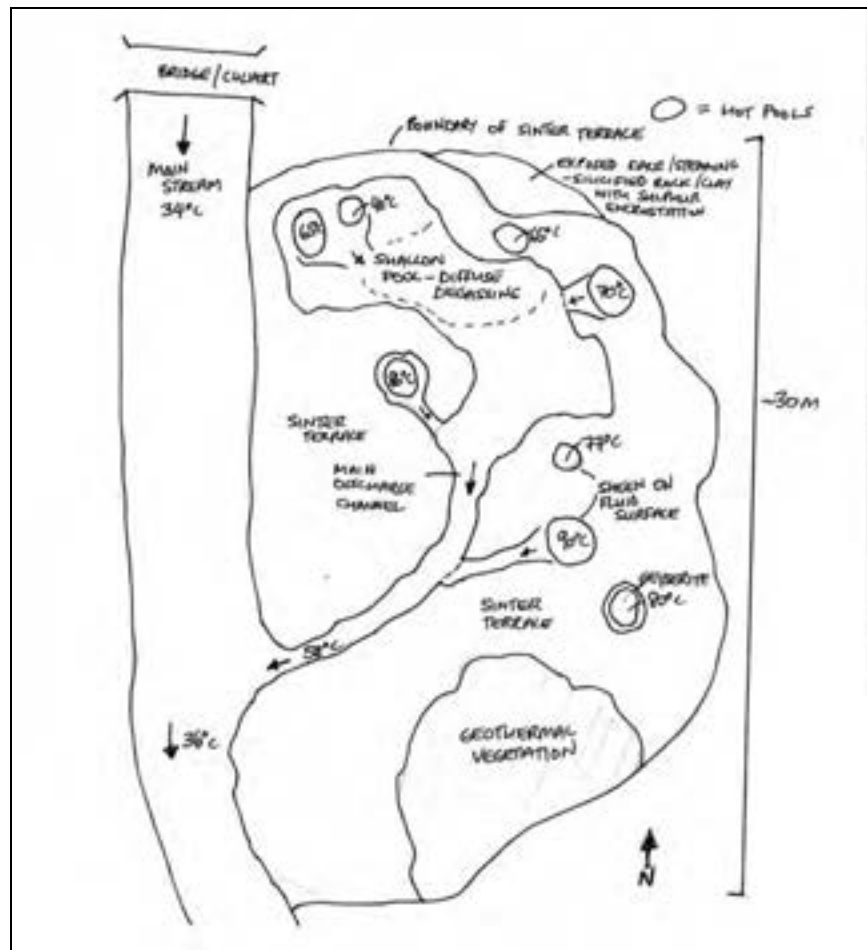 BRIDGE/CULVERT
MAIN
STREAM
34°C
BOUNDARY OF SINTER TERRACE
= HOT POOLS
EXPOSED FACE/STEAMING
-SILICIFIED ROCK/CLAY
WITH SULPHUR
ENCRUSTATION
SHALLOW
POOL-DIFFUSE
DEGASSING
70°C
~30M
SINTER
TERRACE
MAIN
DISCHARGE
CHANNEL
77°C
SHEEN ON
FLUID
SURFACE
90°C
GEYSERITE
80°C
SINTER
TERRACE
58°C
36°C
GEOTHERMAL
VEGETATION
N